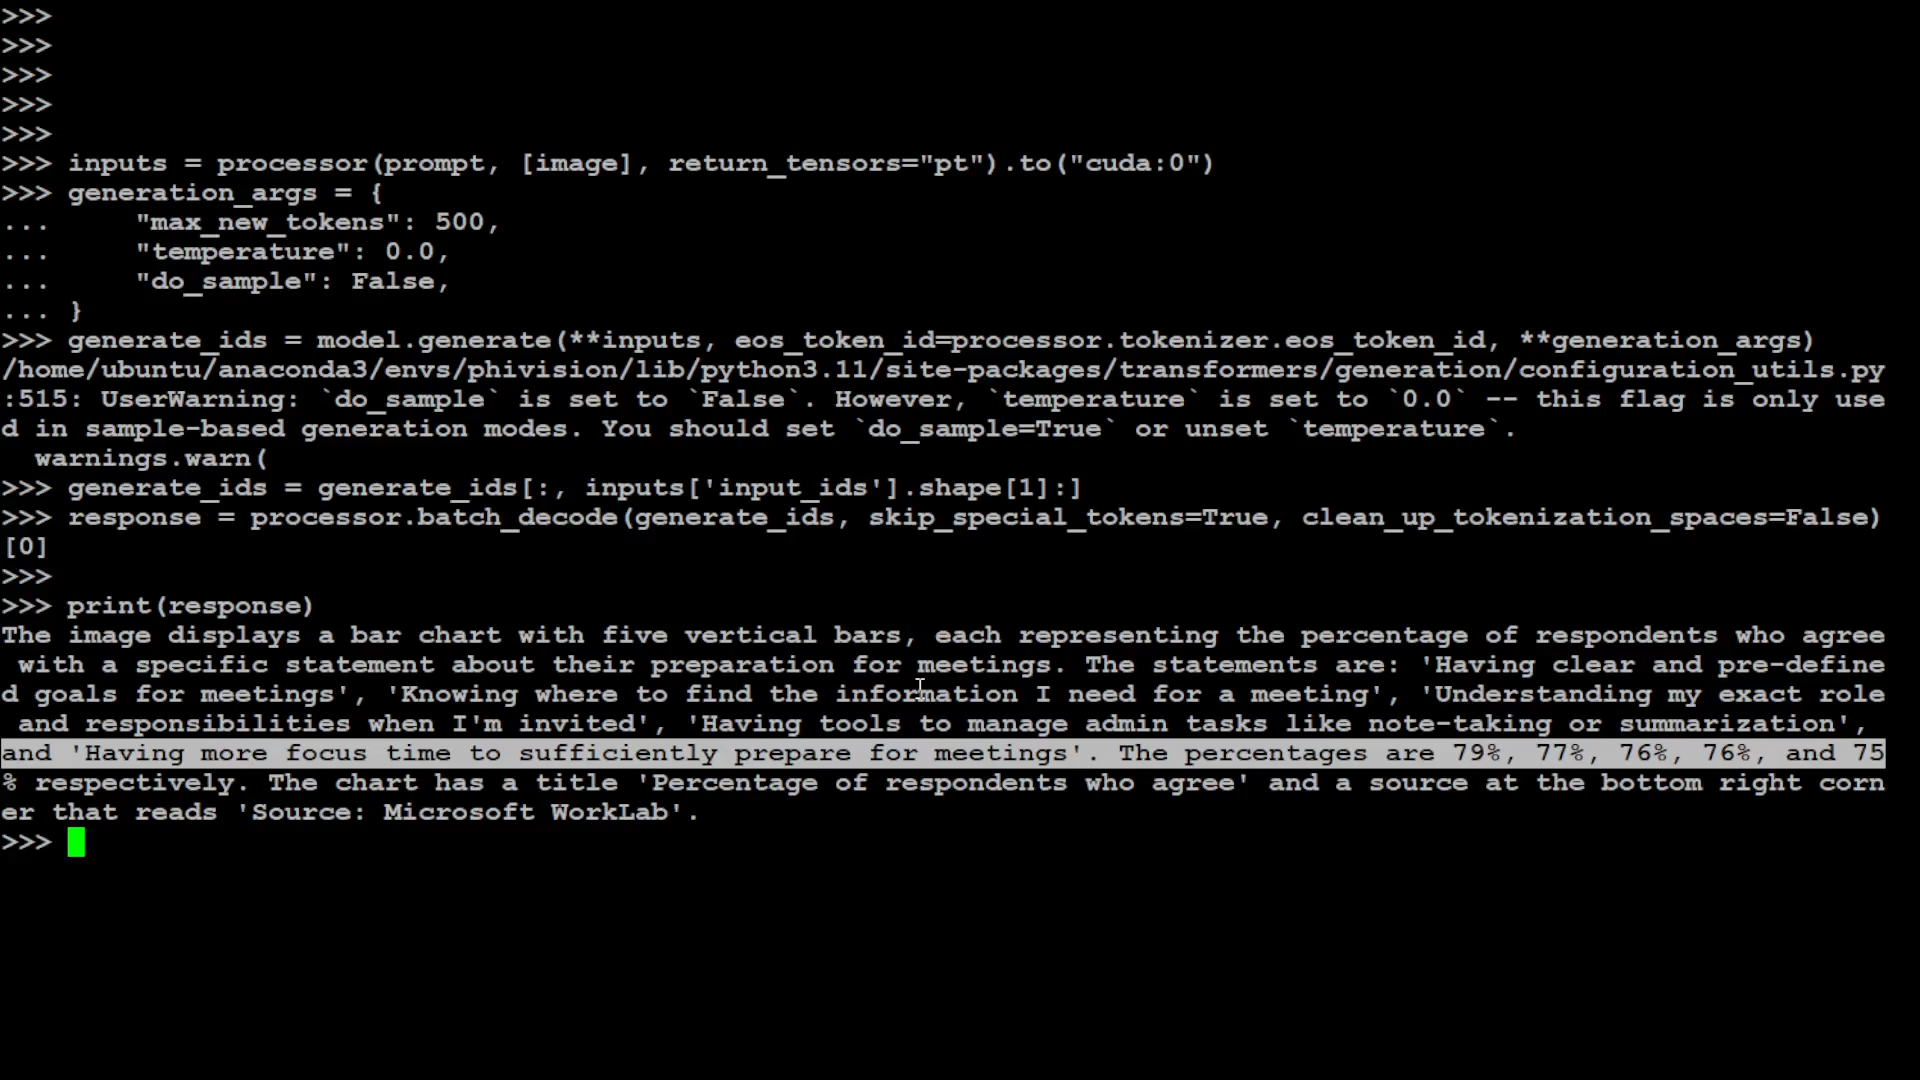 >>>
>>>
>>>
>>>
>>>
>>> inputs = processor(prompt, [image], return_tensors="pt").to("cuda:0")
>>> generation_args = {
...     "max_new_tokens": 500,
...     "temperature": 0.0,
...     "do_sample": False,
... }
>>> generate_ids = model.generate(**inputs, eos_token_id=processor.tokenizer.eos_token_id, **generation_args)
/home/ubuntu/anaconda3/envs/phivision/lib/python3.11/site-packages/transformers/generation/configuration_utils.py
:515: UserWarning: `do_sample` is set to `False`. However, `temperature` is set to `0.0` -- this flag is only use
d in sample-based generation modes. You should set `do_sample=True` or unset `temperature`.
  warnings.warn(
>>> generate_ids = generate_ids[:, inputs['input_ids'].shape[1]:]
>>> response = processor.batch_decode(generate_ids, skip_special_tokens=True, clean_up_tokenization_spaces=False)
[0]
>>>
>>> print(response)
The image displays a bar chart with five vertical bars, each representing the percentage of respondents who agree
 with a specific statement about their preparation for meetings. The statements are: 'Having clear and pre-define
d goals for meetings', 'Knowing where to find the information I need for a meeting', 'Understanding my exact role
 and responsibilities when I'm invited', 'Having tools to manage admin tasks like note-taking or summarization',
and 'Having more focus time to sufficiently prepare for meetings'. The percentages are 79%, 77%, 76%, 76%, and 75
% respectively. The chart has a title 'Percentage of respondents who agree' and a source at the bottom right corn
er that reads 'Source: Microsoft WorkLab'.
>>>